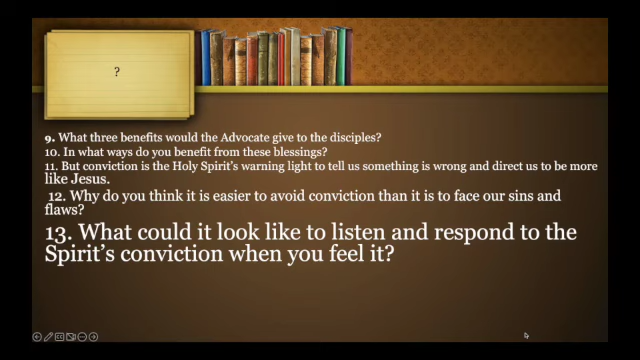 ?
9. What three benefits would the Advocate give to the disciples?
10. In what ways do you benefit from these blessings?
11. But conviction is the Holy Spirit's warning light to tell us something is wrong and direct us to be more
like Jesus.
12. Why do you think it is easier to avoid conviction than it is to face our sins and
flaws?
13. What could it look like to listen and respond to the
Spirit's conviction when you feel it?